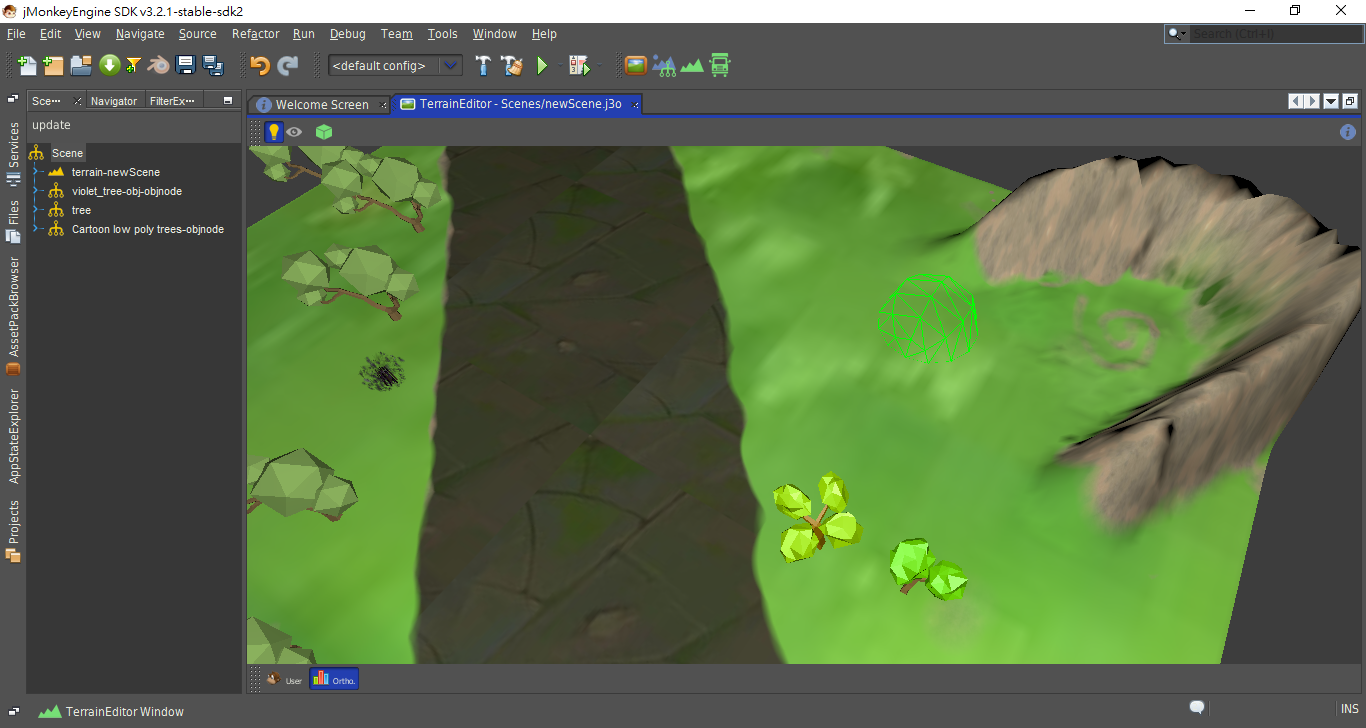 jMonkeyEngine SDK v3.2.1-stable-sdk2
File Edit View Navigate Source Refactor Run Debug Team Tools Window Help
Search (Ctrl+I)
<default config>
Sce··· Navigator FilterEx···
Welcome Screen TerrainEditor - Scenes/newScene.j3o
update
Scene
terrain-newScene
violet_tree-obj-objnode
tree
Cartoon low poly trees-objnode
Services
Files
AssetPackBrowser
AppStateExplorer
Projects
User Ortho.
TerrainEditor Window
INS